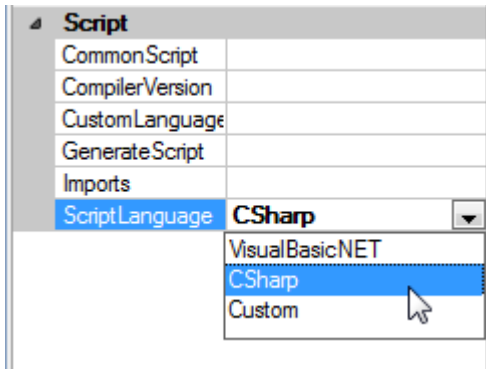 Script
CommonScript
CompilerVersion
CustomLanguage
GenerateScript
Imports
ScriptLanguage CSharp
VisualBasicNET
CSharp
Custom